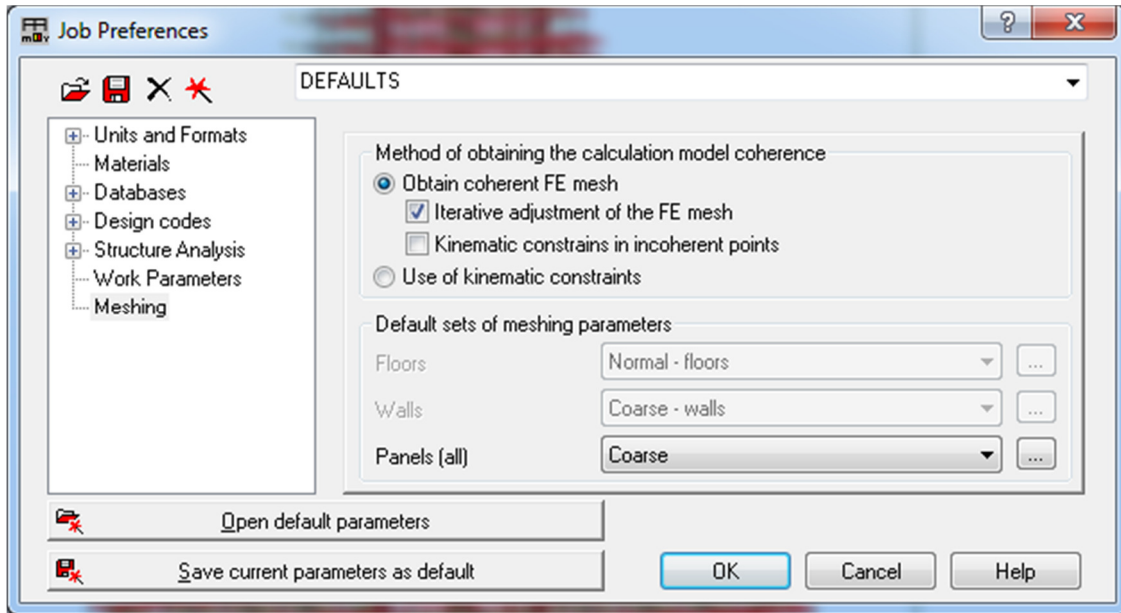 Job Preferences
DEFAULTS
Units and Formats
Materials
Databases
Design codes
Structure Analysis
Work Parameters
Meshing
Method of obtaining the calculation model coherence
Obtain coherent FE mesh
Iterative adjustment of the FE mesh
Kinematic constrains in incoherent points
Use of kinematic constraints
Default sets of meshing parameters
Floors
Normal - floors
...
Walls
Coarse - walls
...
Panels (all)
Coarse
...
Open default parameters
Save current parameters as default
OK
Cancel
Help